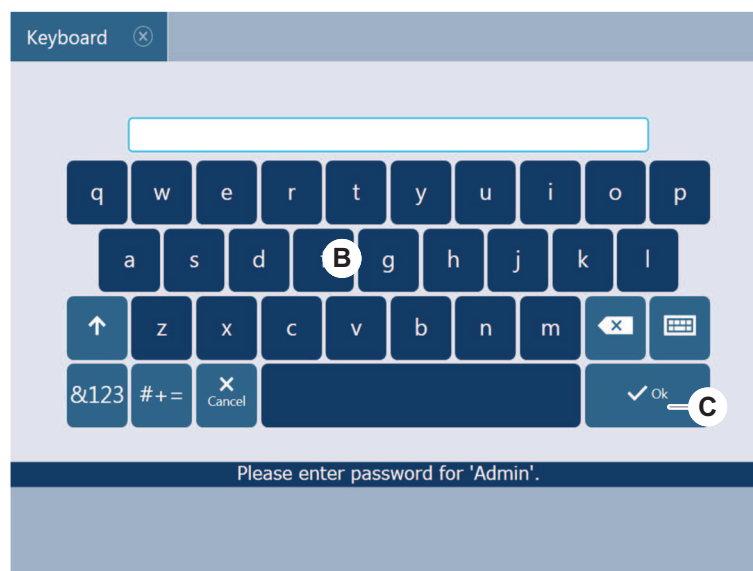 Keyboard
q w e r t y u i o p
a s d B g h j k l
z x c v b n m
&123 #+= Cancel Ok C
Please enter password for 'Admin'.